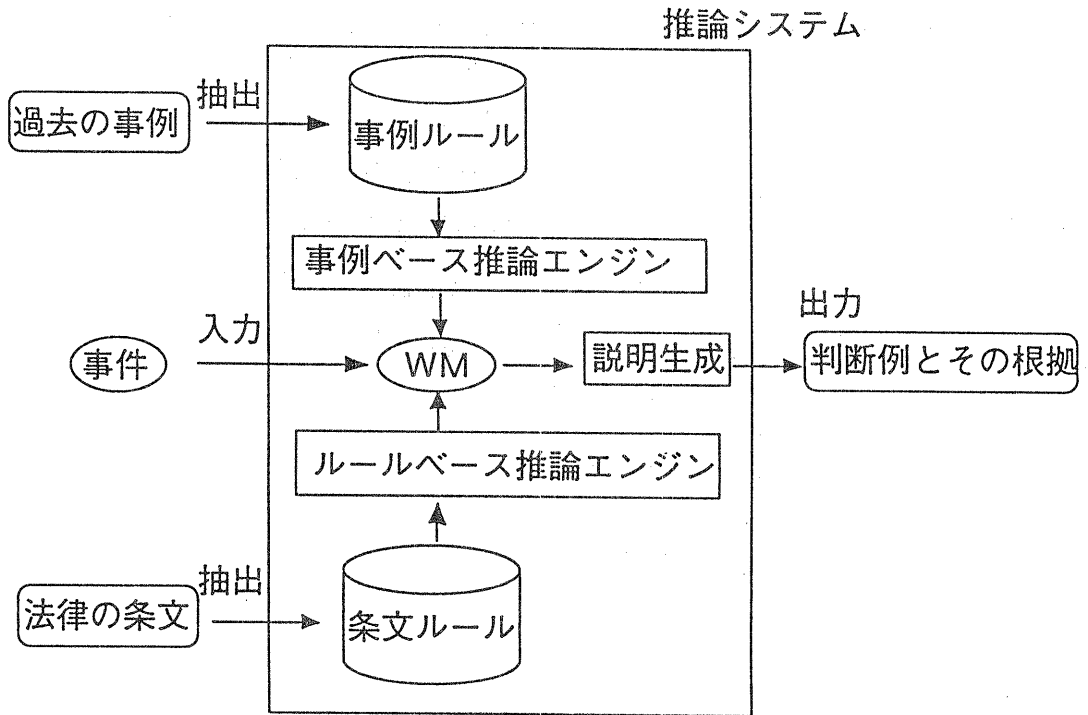 推論システム
抽出
過去の事例
事例ルール
事例ベース推論エンジン
入力
出力
事件
WM
説明生成
判断例とその根拠
ルールベース推論エンジン
抽出
法律の条文
条文ルール